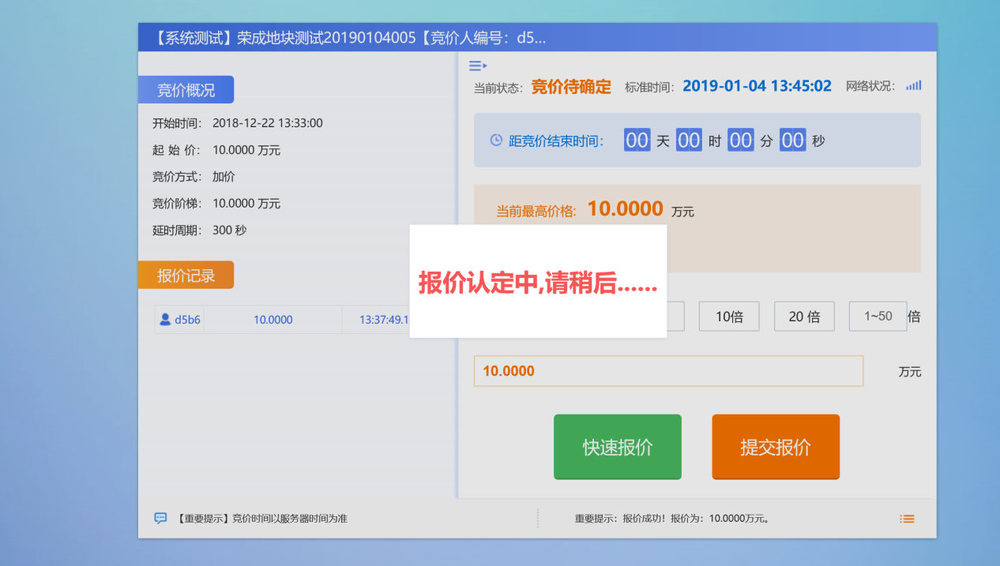 【系统测试】荣成地块测试20190104005【竞价人编号：d5...
竞价概况
开始时间： 2018-12-22 13:33:00
起 始 价： 10.0000 万元
竞价方式： 加价
竞价阶梯： 10.0000 万元
延时周期： 300 秒
报价记录
d5b6 10.0000 13:37:49.1
当前状态： 竞价待确定 标准时间： 2019-01-04 13:45:02 网络状况：
距竞价结束时间： 00 天 00 时 00 分 00 秒
当前最高价格: 10.0000 万元
报价认定中,请稍后......
10倍 20 倍 1~50 倍
10.0000 万元
快速报价 提交报价
【重要提示】竞价时间以服务器时间为准
重要提示：报价成功！报价为：10.0000万元。